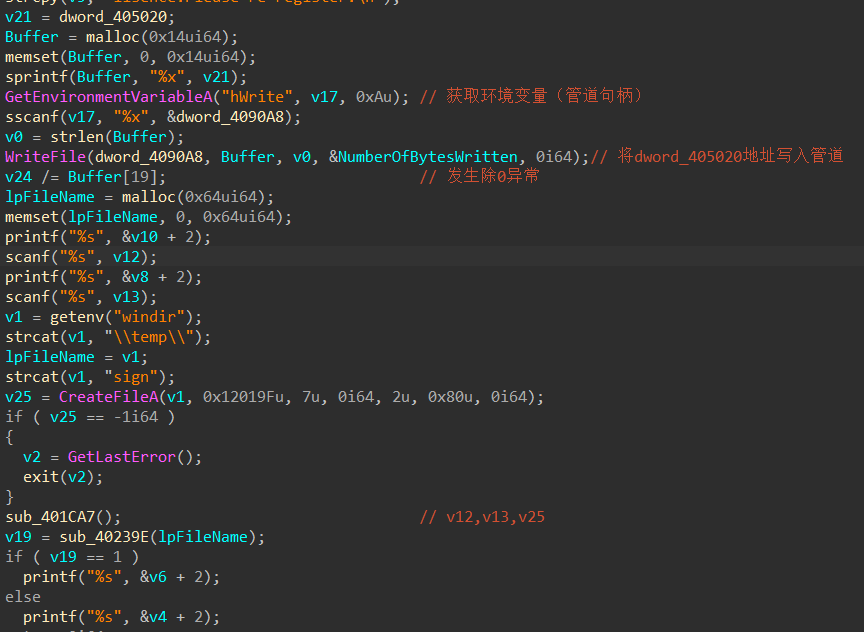 v21 = dword_405020;
Buffer = malloc(0x14ui64);
memset(Buffer, 0, 0x14ui64);
sprintf(Buffer, "%x", v21);
GetEnvironmentVariableA("hWrite", v17, 0xAu); // 获取环境变量（管道句柄）
sscanf(v17, "%x", &dword_4090A8);
v0 = strlen(Buffer);
WriteFile(dword_4090A8, Buffer, v0, &NumberOfBytesWritten, 0i64);// 将dword_405020地址写入管道
v24 /= Buffer[19]; // 发生除0异常
lpFileName = malloc(0x64ui64);
memset(lpFileName, 0, 0x64ui64);
printf("%s", &v10 + 2);
scanf("%s", v12);
printf("%s", &v8 + 2);
scanf("%s", v13);
v1 = getenv("windir");
strcat(v1, "\\temp\\");
lpFileName = v1;
strcat(v1, "sign");
v25 = CreateFileA(v1, 0x12019Fu, 7u, 0i64, 2u, 0x80u, 0i64);
if ( v25 == -1i64 )
{
v2 = GetLastError();
exit(v2);
}
sub_401CA7(); // v12,v13,v25
v19 = sub_40239E(lpFileName);
if ( v19 == 1 )
printf("%s", &v6 + 2);
else
printf("%s", &v4 + 2);